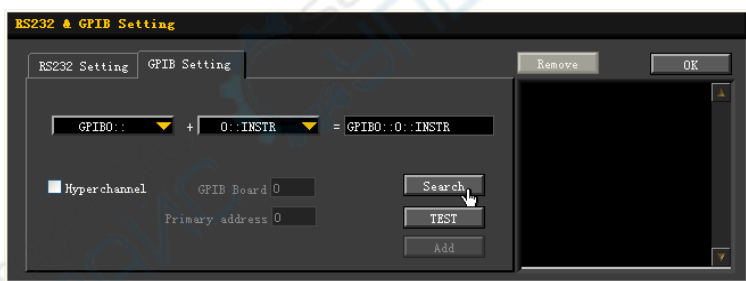 RS232 & GPIB Setting
RS232 Setting GPIB Setting
Remove OK
GPIB0:: + 0::INSTR = GPIB0::0::INSTR
Hyperchannel GPIB Board 0 Search
Primary address 0 TEST
Add